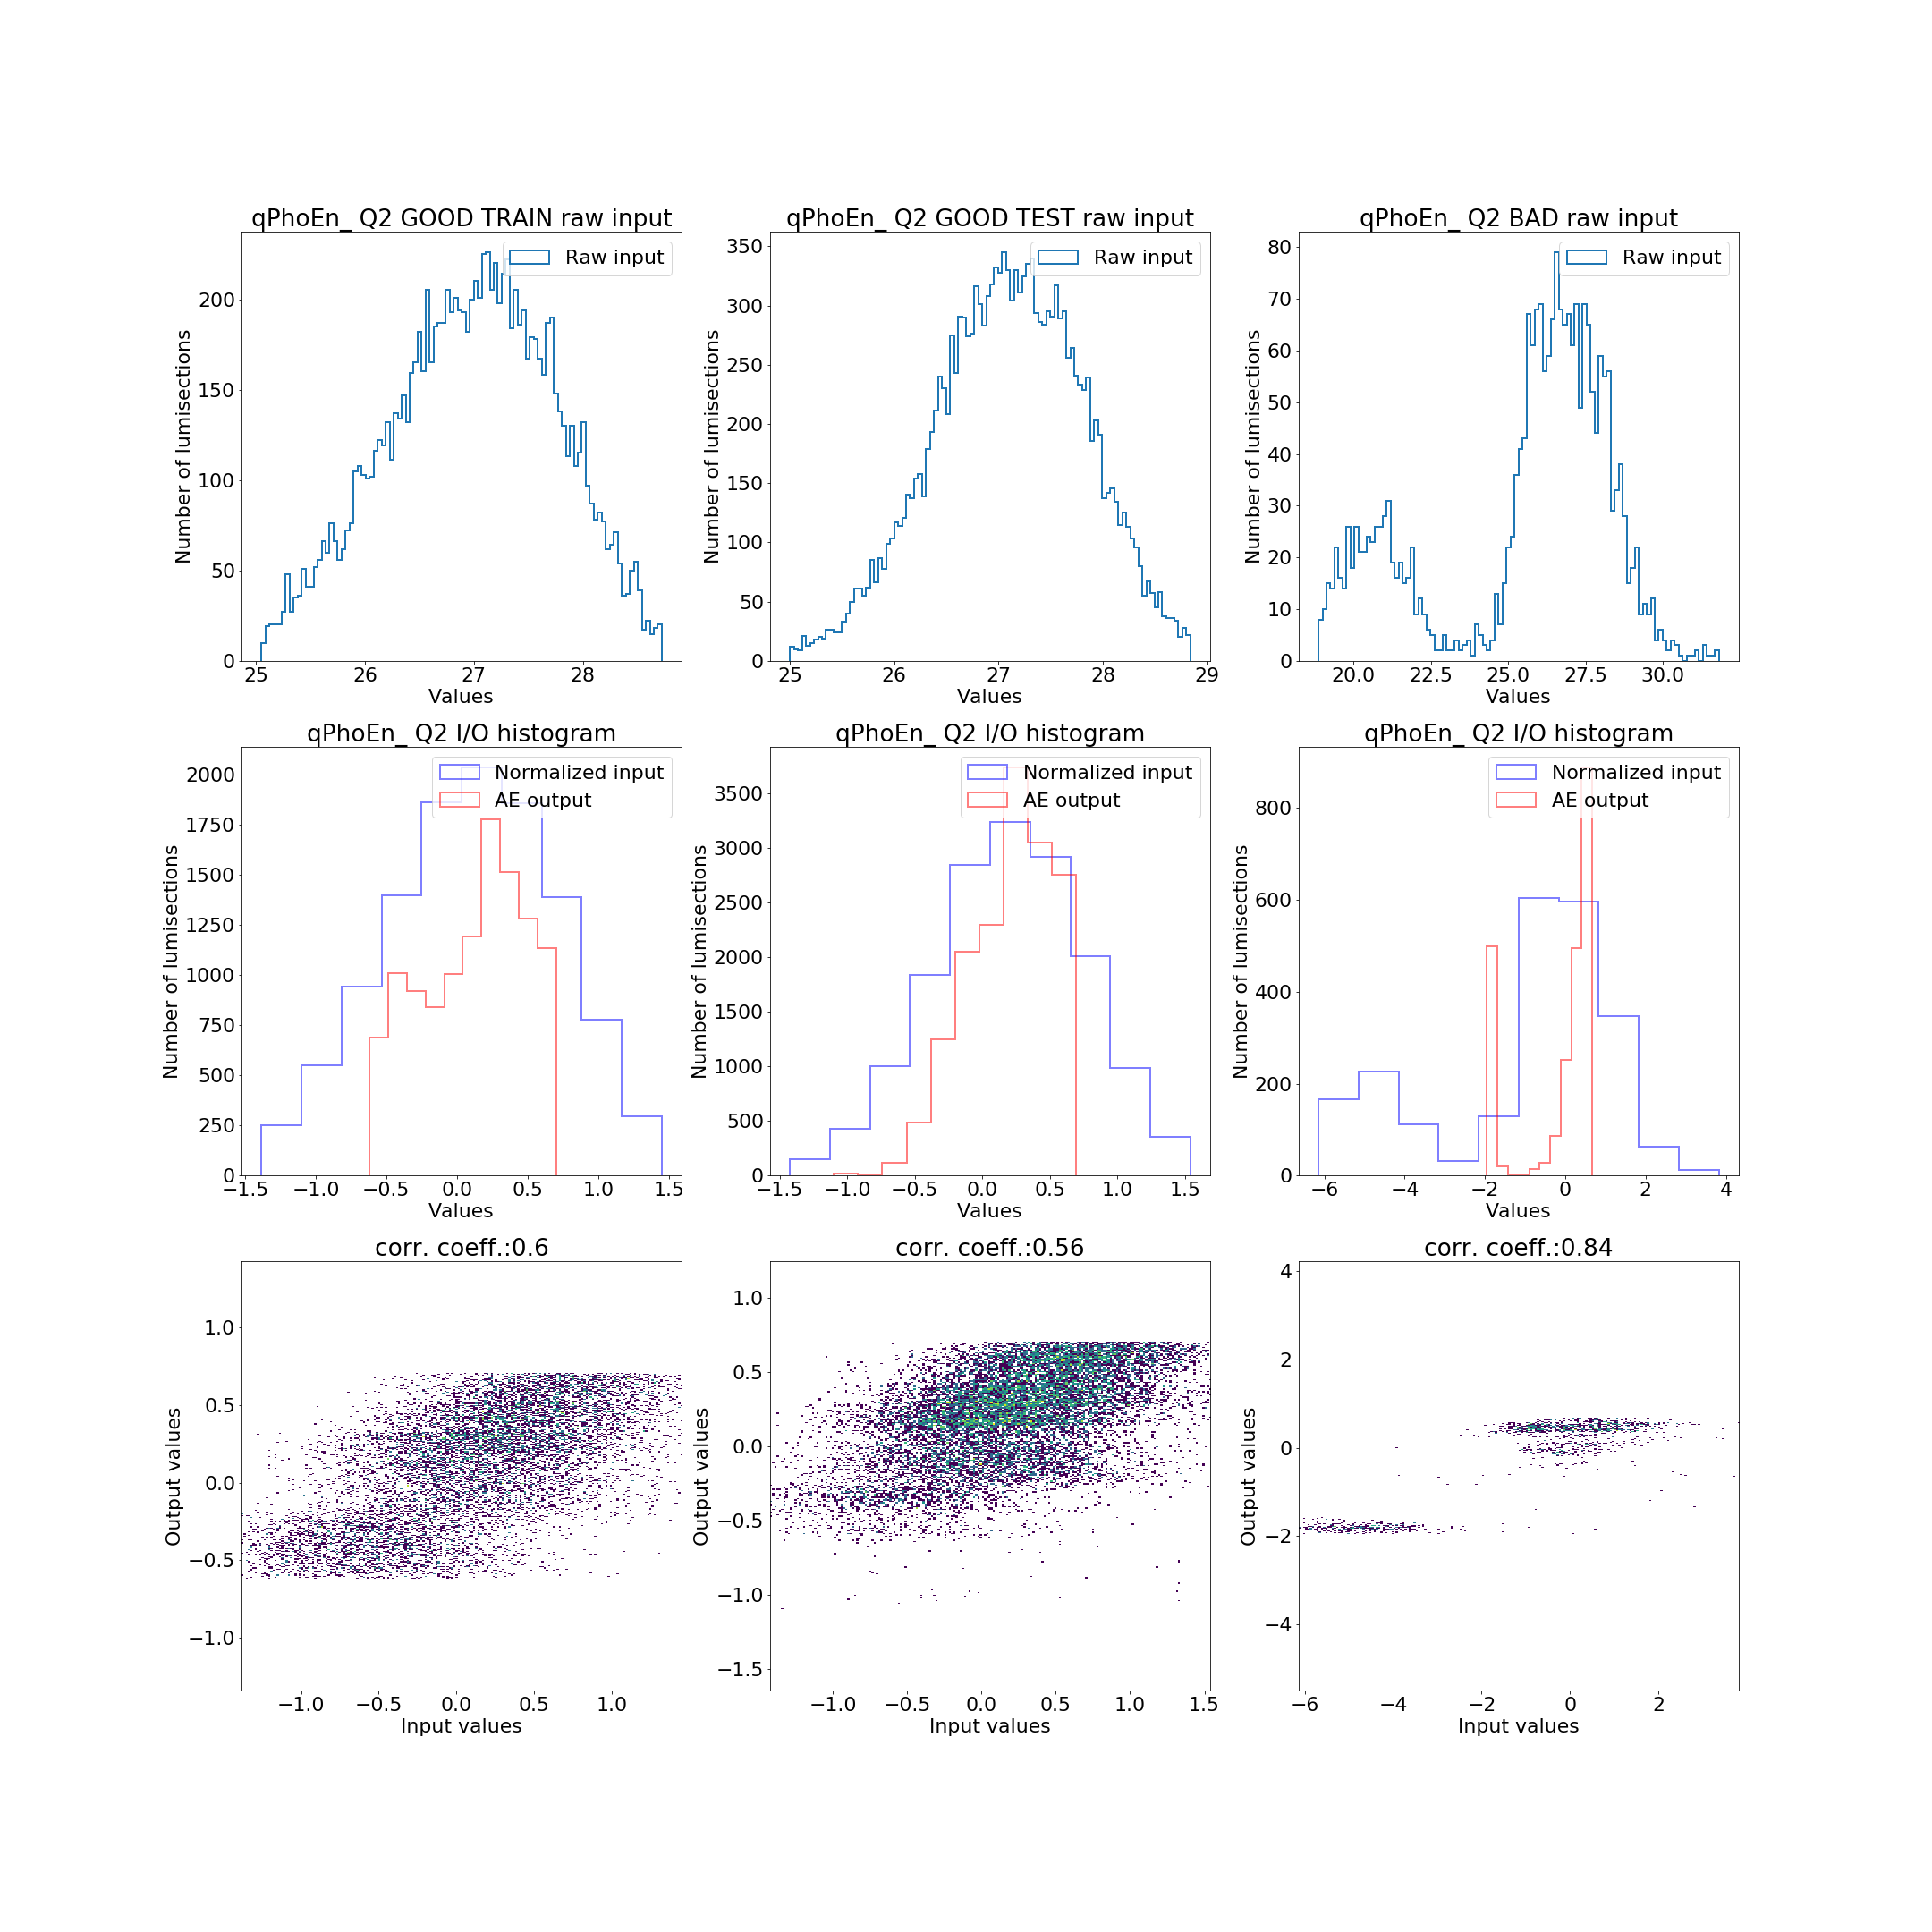 qPhoEn_ Q2 GOOD TRAIN raw input
Number of lumisections
200
150
100
50
0
Raw input
25 26 27 28
Values
qPhoEn_ Q2 GOOD TEST raw input
Number of lumisections
350
300
250
200
150
100
50
0
Raw input
25 26 27 28 29
Values
qPhoEn_ Q2 BAD raw input
Number of lumisections
80
70
60
50
40
30
20
10
0
Raw input
20.0 22.5 25.0 27.5 30.0
Values
qPhoEn_ Q2 I/O histogram
Number of lumisections
2000
1750
1500
1250
1000
750
500
250
0
Normalized input
AE output
−1.5 −1.0 −0.5 0.0 0.5 1.0 1.5
Values
qPhoEn_ Q2 I/O histogram
Number of lumisections
3500
3000
2500
2000
1500
1000
500
0
Normalized input
AE output
−1.5 −1.0 −0.5 0.0 0.5 1.0 1.5
Values
qPhoEn_ Q2 I/O histogram
Number of lumisections
800
600
400
200
0
Normalized input
AE output
−6 −4 −2 0 2 4
Values
corr. coeff.:0.6
Output values
1.0
0.5
0.0
−0.5
−1.0
−1.0 −0.5 0.0 0.5 1.0
Input values
corr. coeff.:0.56
Output values
1.0
0.5
0.0
−0.5
−1.0
−1.5
−1.0 −0.5 0.0 0.5 1.0 1.5
Input values
corr. coeff.:0.84
Output values
4
2
0
−2
−4
−6 −4 −2 0 2
Input values